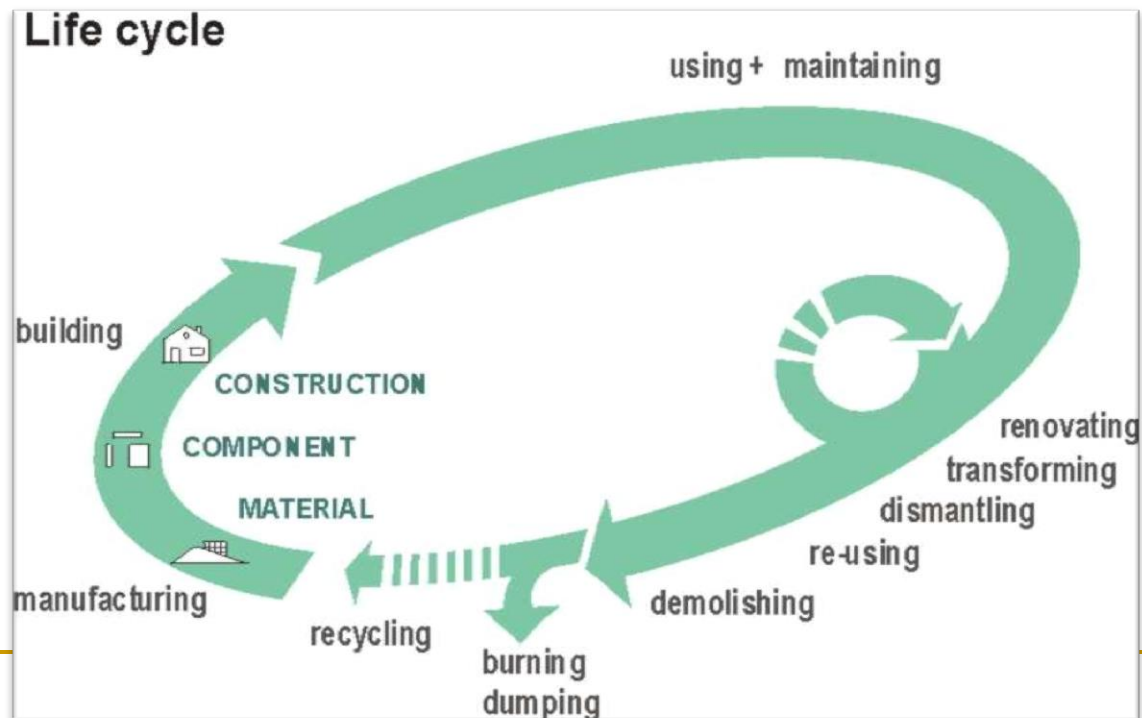 Life cycle
using + maintaining
building
CONSTRUCTION
COMPONENT
MATERIAL
manufacturing
recycling
burning
dumping
demolishing
re-using
dismantling
transforming
renovating